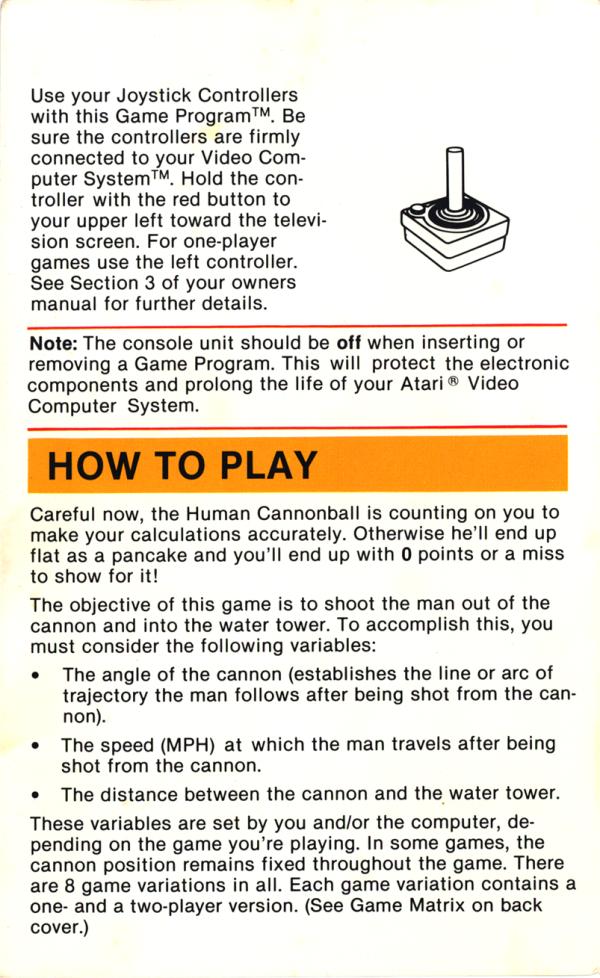 Use your Joystick Controllers
with this Game Program™. Be
sure the controllers are firmly
connected to your Video Com-
puter System™. Hold the con-
troller with the red button to
your upper left toward the televi-
sion screen. For one-player
games use the left controller.
See Section 3 of your owners
manual for further details.
Note: The console unit should be off when inserting or
removing a Game Program. This will protect the electronic
components and prolong the life of your Atari® Video
Computer System.
HOW TO PLAY
Careful now, the Human Cannonball is counting on you to
make your calculations accurately. Otherwise he'll end up
flat as a pancake and you'll end up with 0 points or a miss
to show for it!
The objective of this game is to shoot the man out of the
cannon and into the water tower. To accomplish this, you
must consider the following variables:
• The angle of the cannon (establishes the line or arc of
trajectory the man follows after being shot from the can-
non).
• The speed (MPH) at which the man travels after being
shot from the cannon.
• The distance between the cannon and the water tower.
These variables are set by you and/or the computer, de-
pending on the game you're playing. In some games, the
cannon position remains fixed throughout the game. There
are 8 game variations in all. Each game variation contains a
one- and a two-player version. (See Game Matrix on back
cover.)